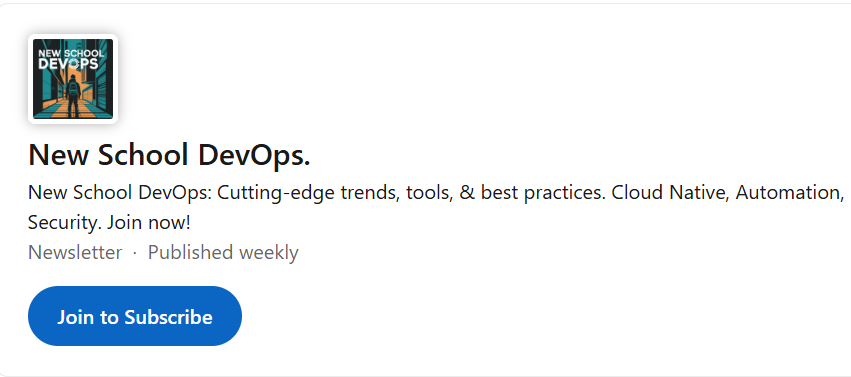 NEW SCHOOL
DEVOPS
New School DevOps.
New School DevOps: Cutting-edge trends, tools, & best practices. Cloud Native, Automation,
Security. Join now!
Newsletter · Published weekly
Join to Subscribe